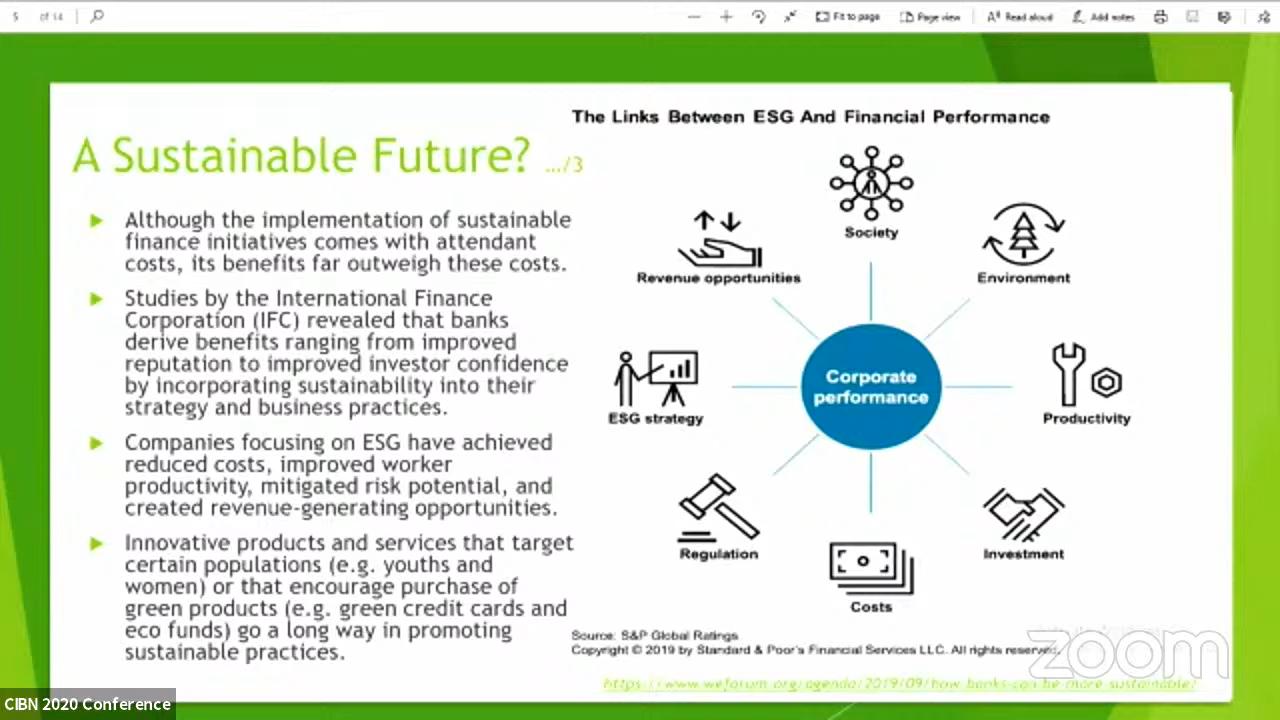 5 of 14
Fit to page
Page view
Read aloud
Add notes
The Links Between ESG And Financial Performance
A Sustainable Future? .../3
Although the implementation of sustainable
finance initiatives comes with attendant
costs, its benefits far outweigh these costs.
Studies by the International Finance
Corporation (IFC) revealed that banks
derive benefits ranging from improved
reputation to improved investor confidence
by incorporating sustainability into their
strategy and business practices.
Companies focusing on ESG have achieved
reduced costs, improved worker
productivity, mitigated risk potential, and
created revenue-generating opportunities.
Innovative products and services that target
certain populations (e.g. youths and
women) or that encourage purchase of
green products (e.g. green credit cards and
eco funds) go a long way in promoting
sustainable practices.
Society
Environment
Productivity
Investment
Costs
Regulation
ESG strategy
Revenue opportunities
Corporate
performance
Source: S&P Global Ratings
Copyright © 2019 by Standard & Poor's Financial Services LLC. All rights reserved.
https://www.weforum.org/agenda/2019/09/how-banks-can-be-more-sustainable/
zoom
CIBN 2020 Conference